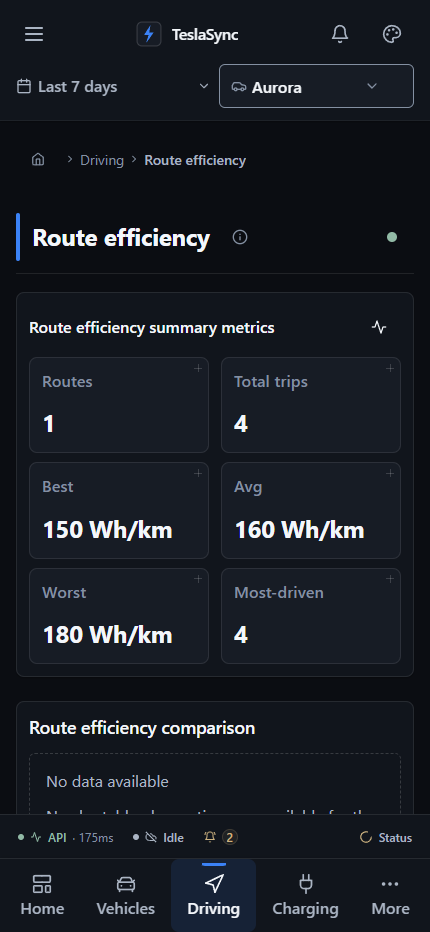 TeslaSync
Last 7 days
Aurora
Driving
Route efficiency
Route efficiency
Route efficiency summary metrics
Routes
1
Total trips
4
Best
150 Wh/km
Avg
160 Wh/km
Worst
180 Wh/km
Most-driven
4
Route efficiency comparison
No data available
API · 175ms
Idle
2
Status
Home
Vehicles
Driving
Charging
More